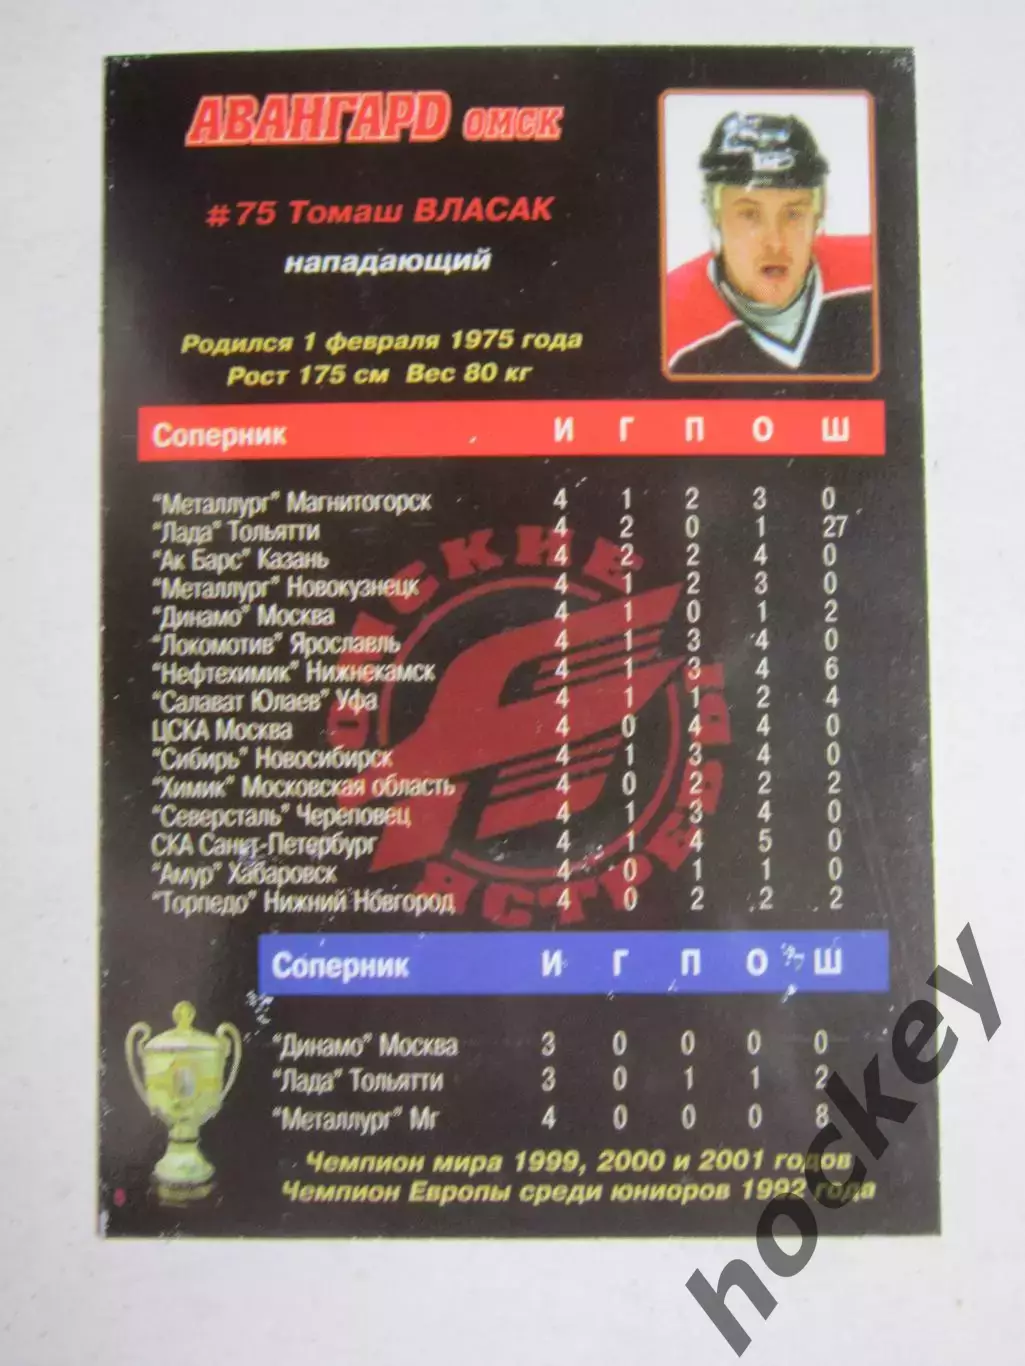 АВАНГАРД ОМСК
#75 Томаш ВЛАСАК
нападающий
Родился 1 февраля 1975 года
Рост 175 см Вес 80 кг
Соперник И Г П О Ш
"Металлург" Магнитогорск 4 1 2 3 0
"Лада" Тольятти 4 2 0 1 27
"Ак Барс" Казань 4 2 2 4 0
"Металлург" Новокузнецк 4 1 2 3 0
"Динамо" Москва 4 1 0 1 2
"Локомотив" Ярославль 4 1 3 4 0
"Нефтехимик" Нижнекамск 4 1 3 4 6
"Салават Юлаев" Уфа 4 1 1 2 4
ЦСКА Москва 4 0 4 4 0
"Сибирь" Новосибирск 4 1 3 4 0
"Химик" Московская область 4 0 2 2 2
"Северсталь" Череповец 4 1 3 4 0
СКА Санкт-Петербург 4 1 4 5 0
"Амур" Хабаровск 4 0 1 1 0
"Торпедо" Нижний Новгород 4 0 2 2 2
ОМСКИЕ ЯСТРЕБЫ
Соперник И Г П О Ш
"Динамо" Москва 3 0 0 0 0
"Лада" Тольятти 3 0 1 1 2
"Металлург" Мг 4 0 0 0 8
Чемпион мира 1999, 2000 и 2001 годов
Чемпион Европы среди юниоров 1992 года
hockey